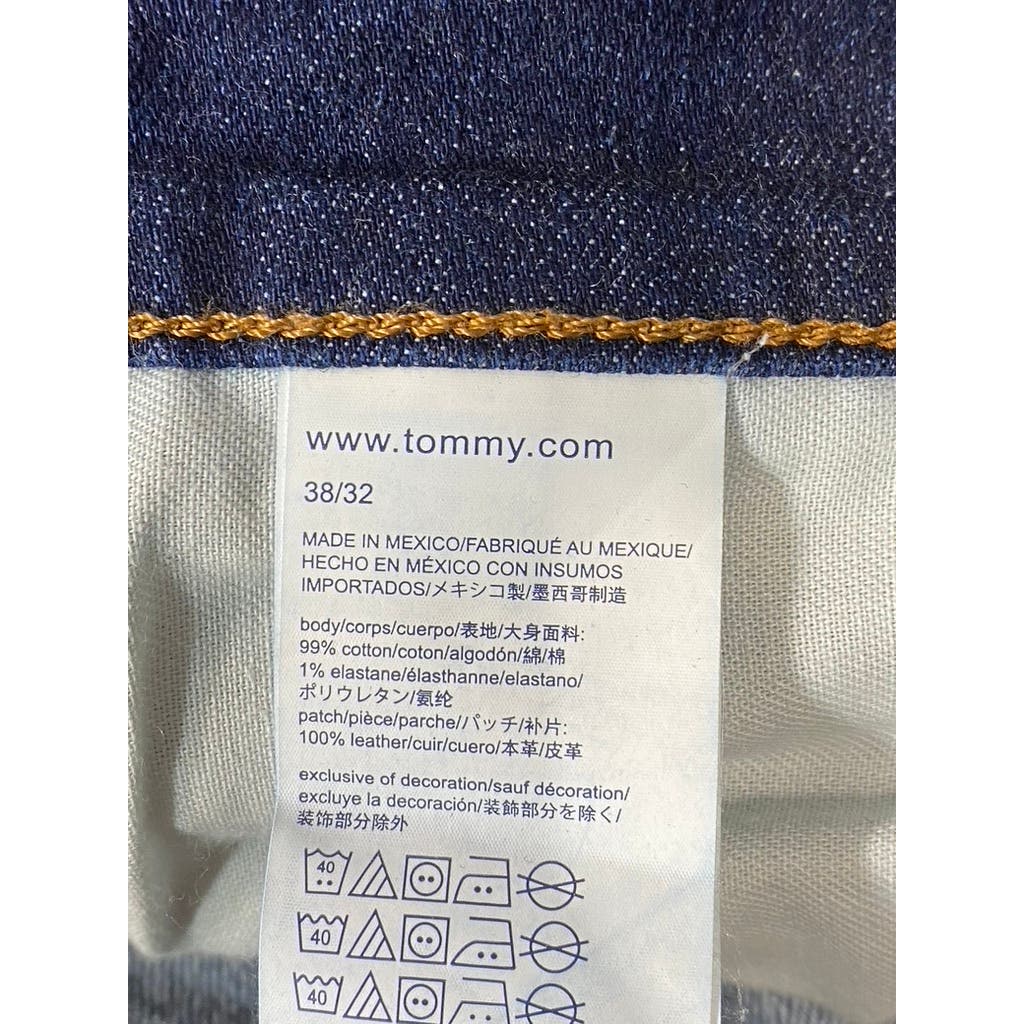 www.tommy.com
38/32
MADE IN MEXICO/FABRIQUÉ AU MEXIQUE/
HECHO EN MÉXICO CON INSUMOS
IMPORTADOS/メキシコ製/墨西哥制造
body/corps/cuerpo/表地/大身面料:
99% cotton/coton/algodón/綿/棉
1% elastane/élasthanne/elastano/
ポリウレタン/氨纶
patch/pièce/parche/パッチ/补片:
100% leather/cuir/cuero/本革/皮革
exclusive of decoration/sauf décoration/
excluye la decoración/装飾部分を除く/
装饰部分除外
40
40
40